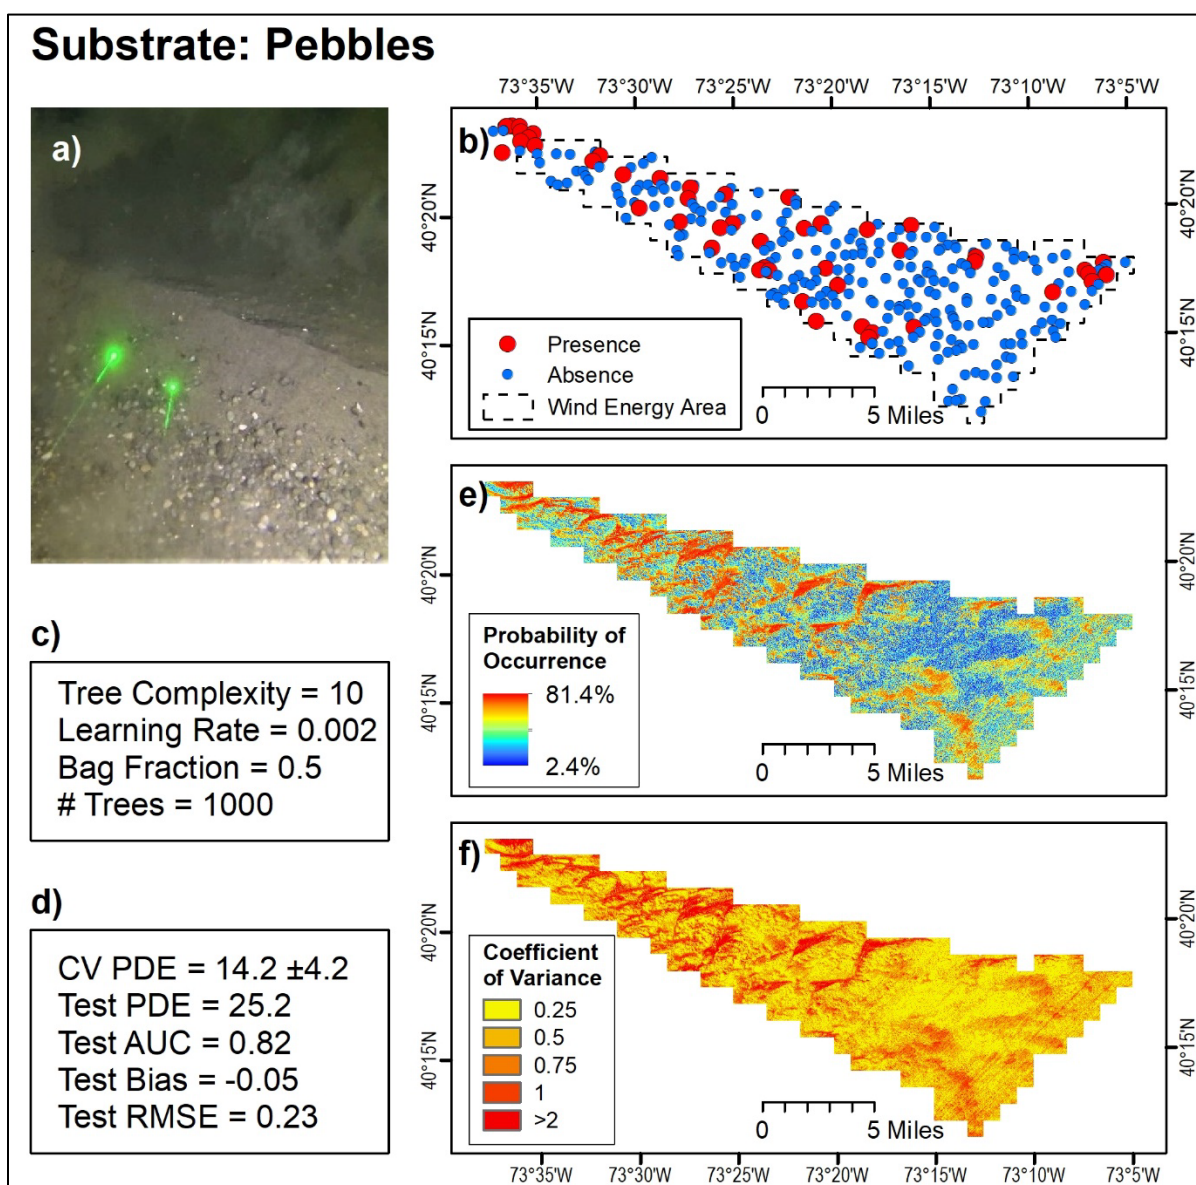 Substrate: Pebbles
a)
b)
73°35'W 73°30'W 73°25'W 73°20'W 73°15'W 73°10'W 73°5'W
40°20'N
40°15'N
40°20'N
40°15'N
Presence
Absence
Wind Energy Area
0 5 Miles
c)
Tree Complexity = 10
Learning Rate = 0.002
Bag Fraction = 0.5
# Trees = 1000
d)
CV PDE = 14.2 ±4.2
Test PDE = 25.2
Test AUC = 0.82
Test Bias = -0.05
Test RMSE = 0.23
e)
40°20'N
40°15'N
40°20'N
40°15'N
Probability of
Occurrence
81.4%
2.4%
0 5 Miles
f)
40°20'N
40°15'N
40°20'N
40°15'N
Coefficient
of Variance
0.25
0.5
0.75
1
>2
0 5 Miles
73°35'W 73°30'W 73°25'W 73°20'W 73°15'W 73°10'W 73°5'W